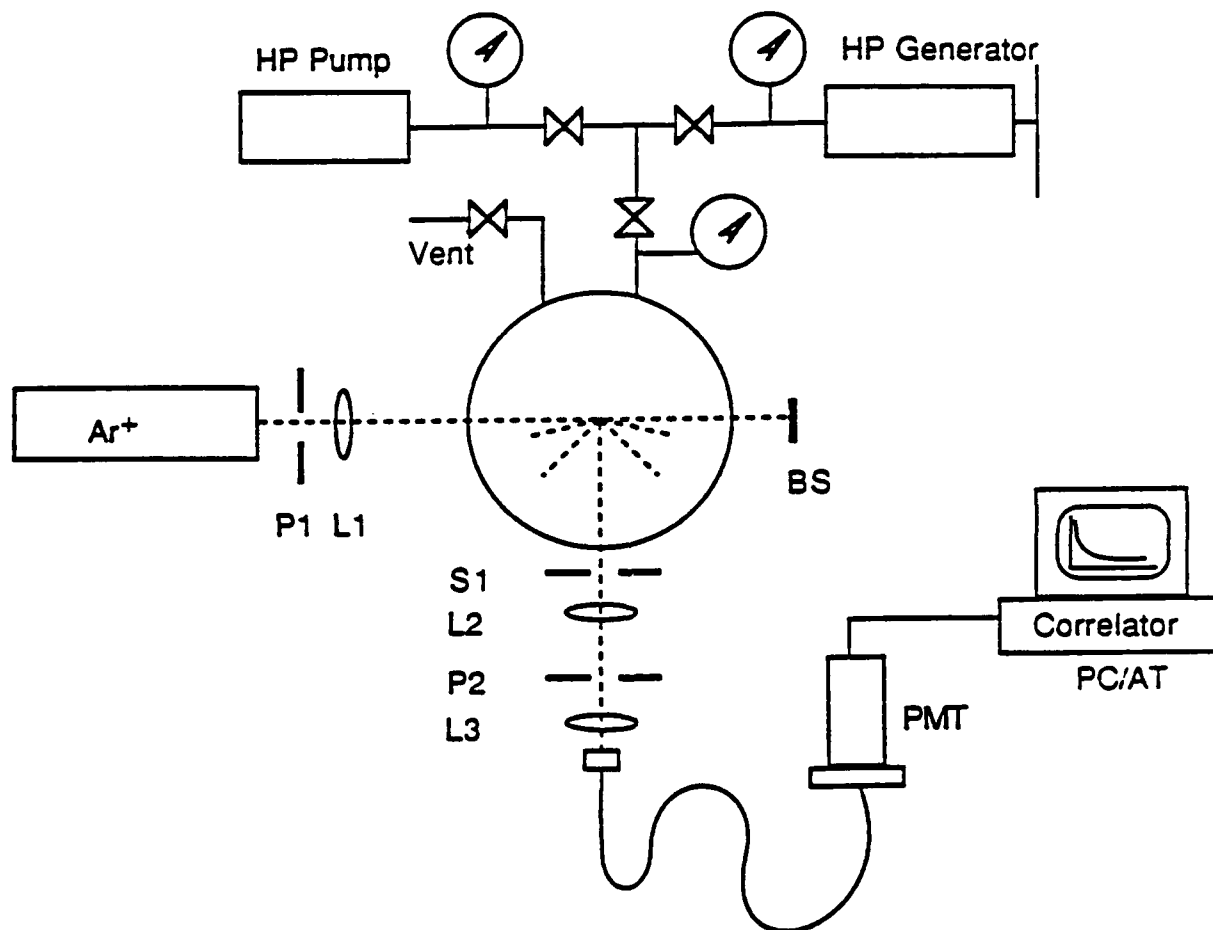 HP Pump
HP Generator
Vent
Ar+
P1 L1
BS
S1
L2
P2
L3
PMT
Correlator
PC/AT